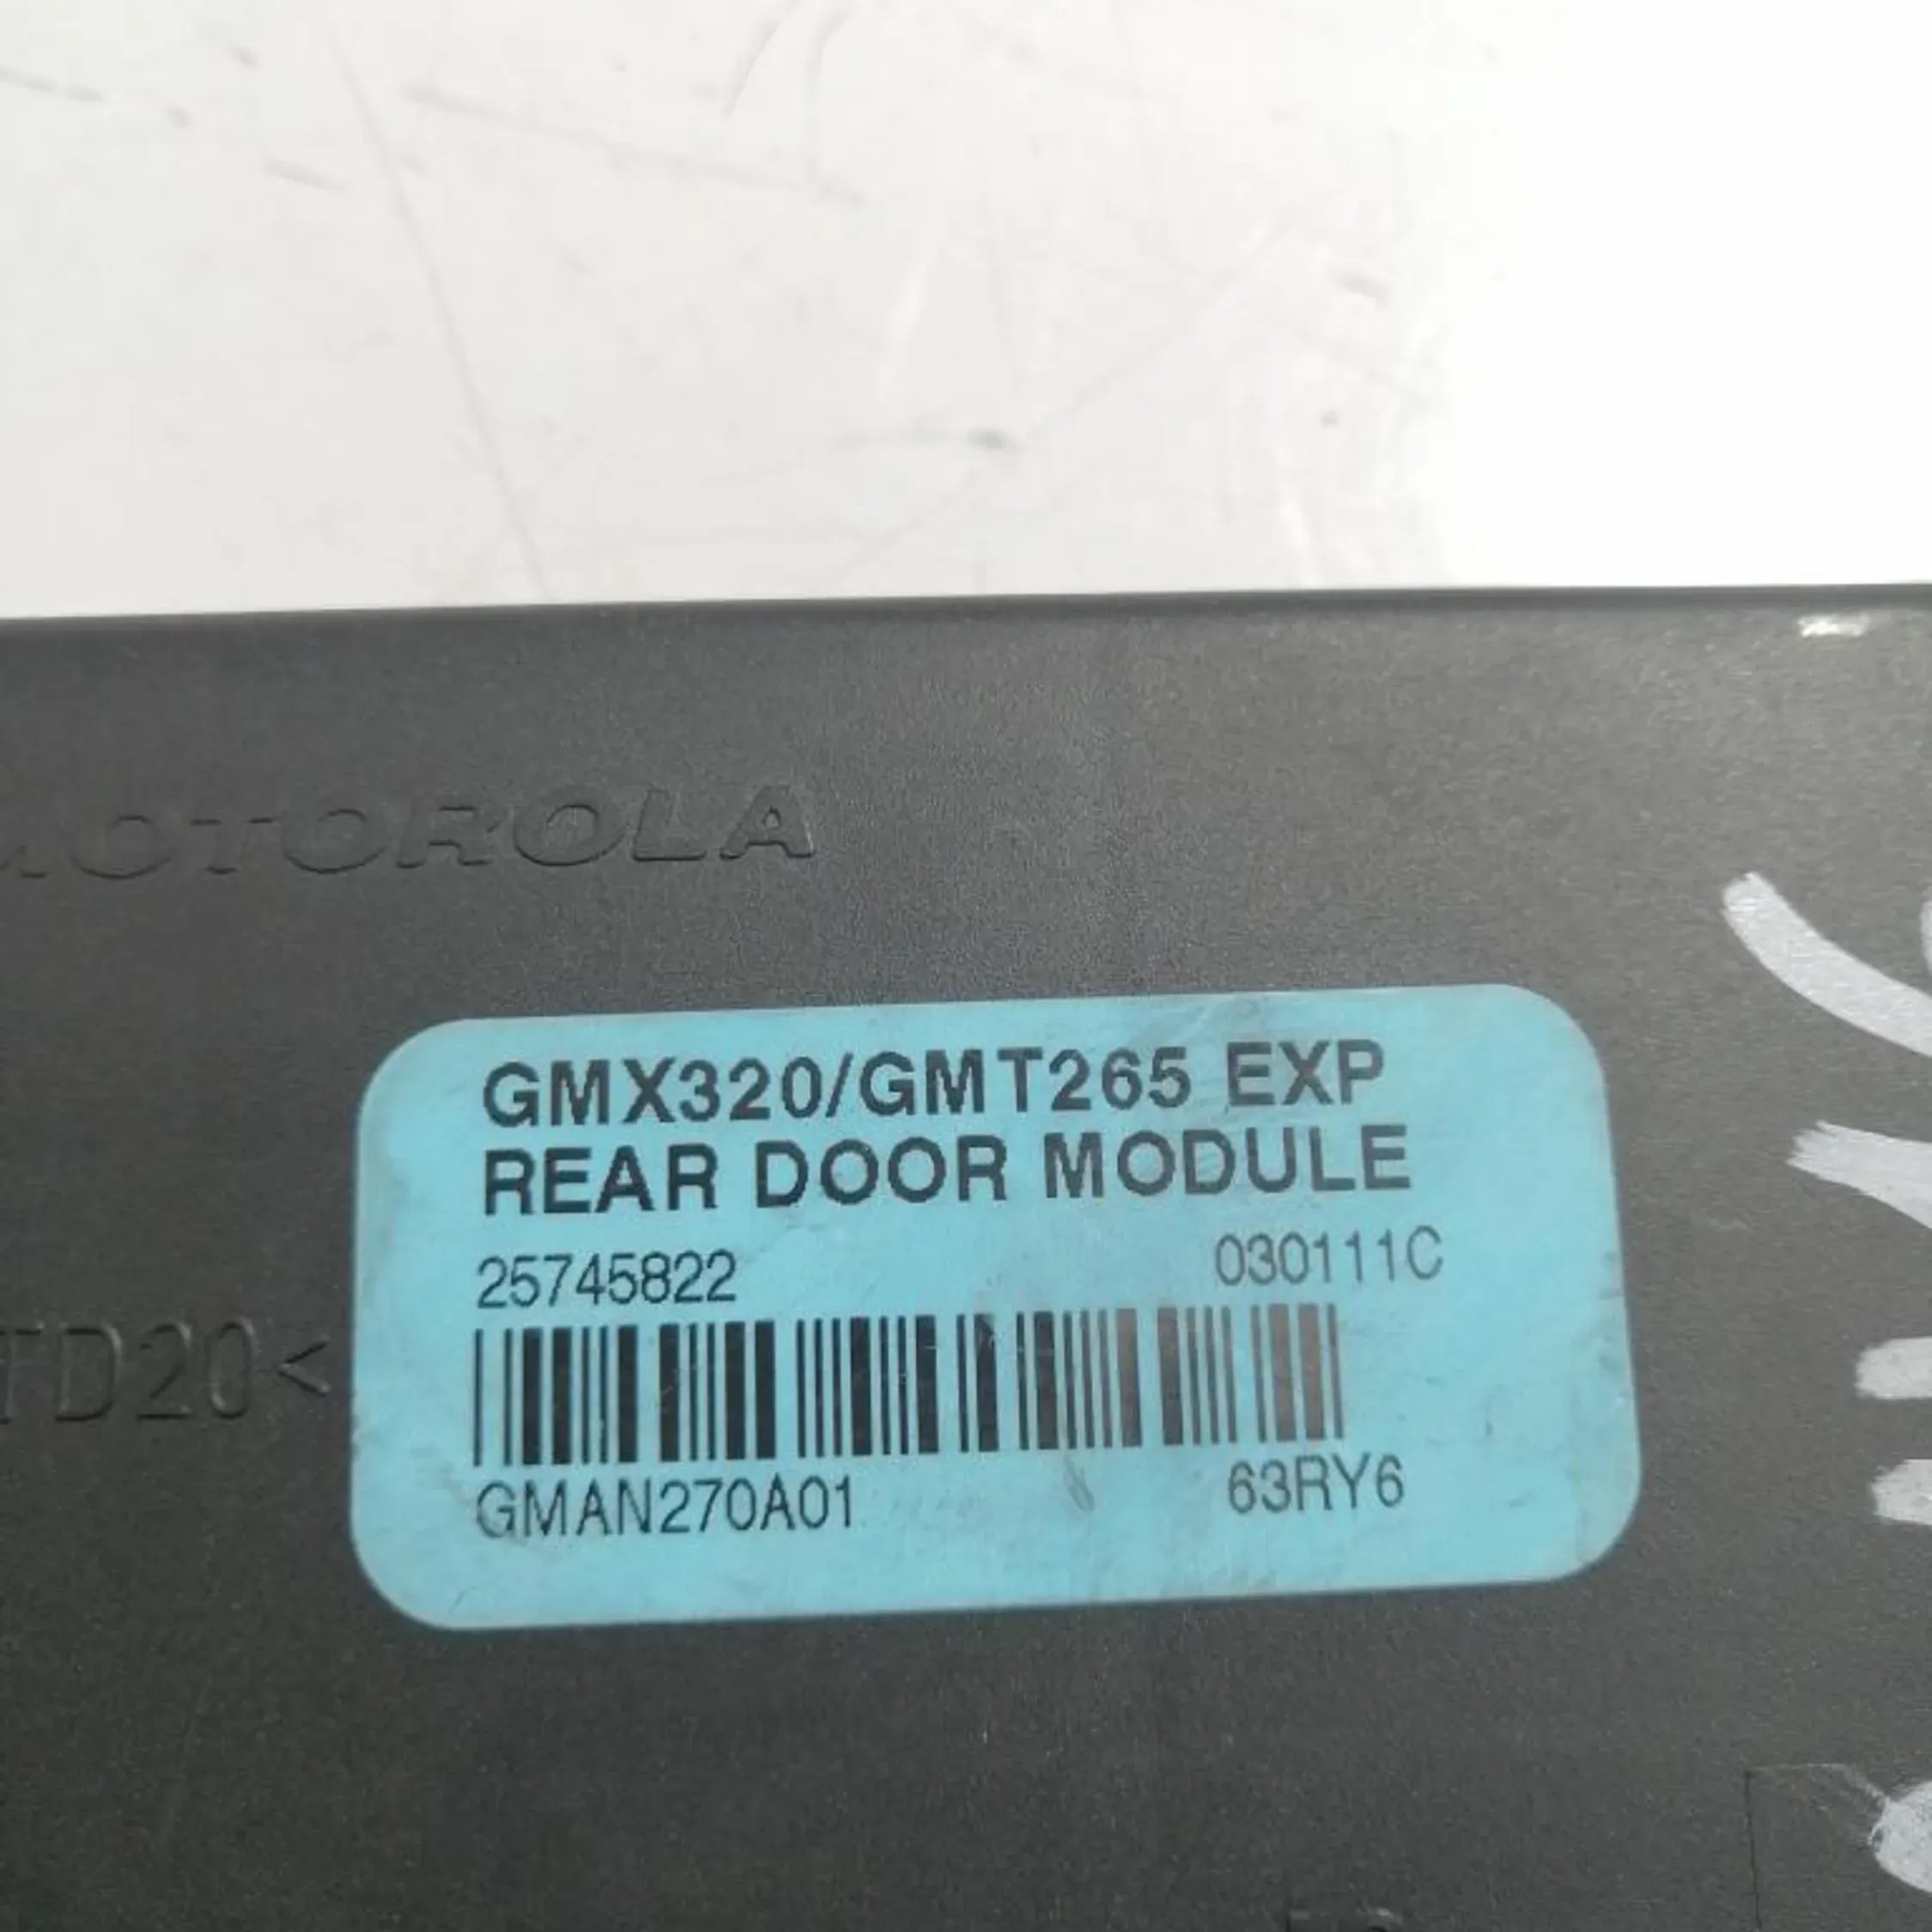 MOTOROLA
GMX320/GMT265 EXP
REAR DOOR MODULE
25745822 030111C
TD20<
GMAN270A01 63RY6